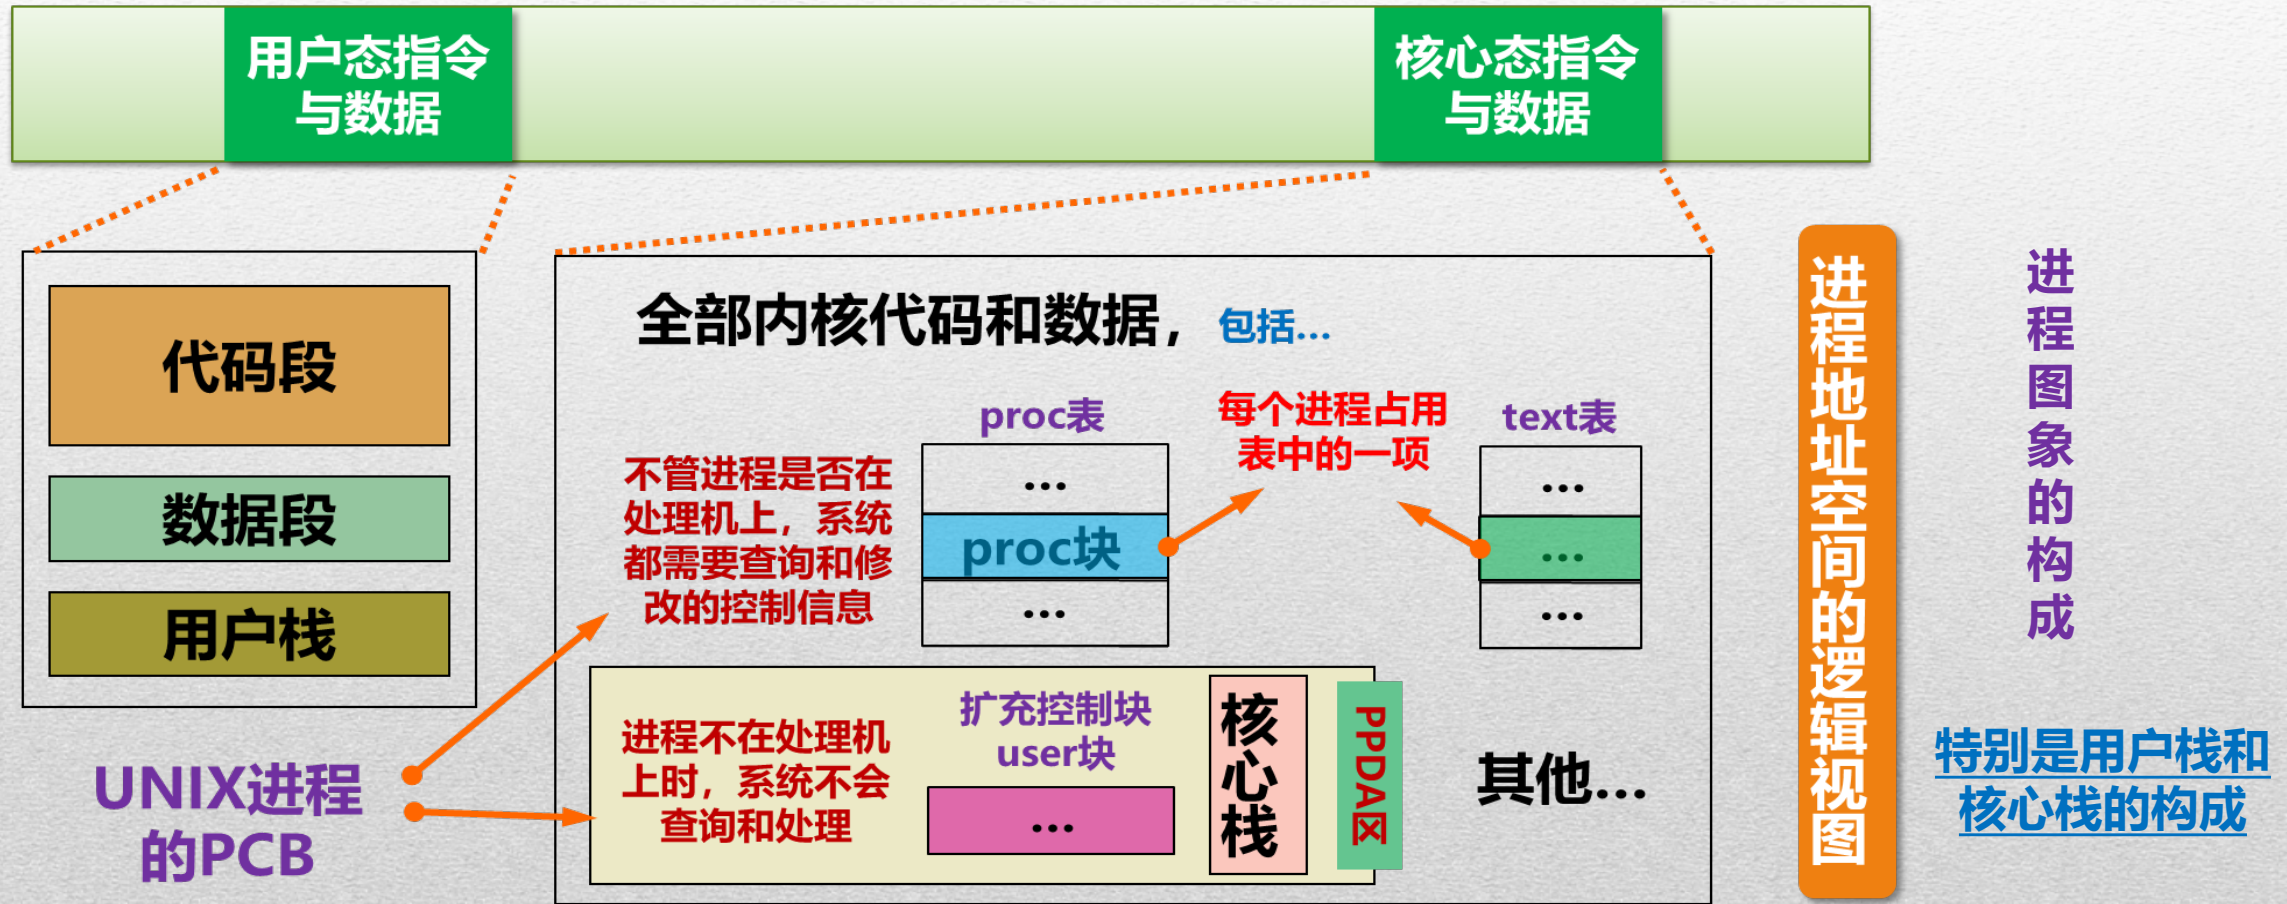 用户态指令
与数据
核心态指令
与数据
代码段
数据段
用户栈
UNIX进程
的PCB
全部内核代码和数据，包括...
proc表
...
proc块
...
每个进程占用
表中的一项
text表
...
...
...
不管进程是否在
处理机上，系统
都需要查询和修
改的控制信息
进程不在处理机
上时，系统不会
查询和处理
扩充控制块
user块
...
核心栈
PPDA区
其他...
进程地址空间的逻辑视图
进程图象的构成
特别是用户栈和
核心栈的构成